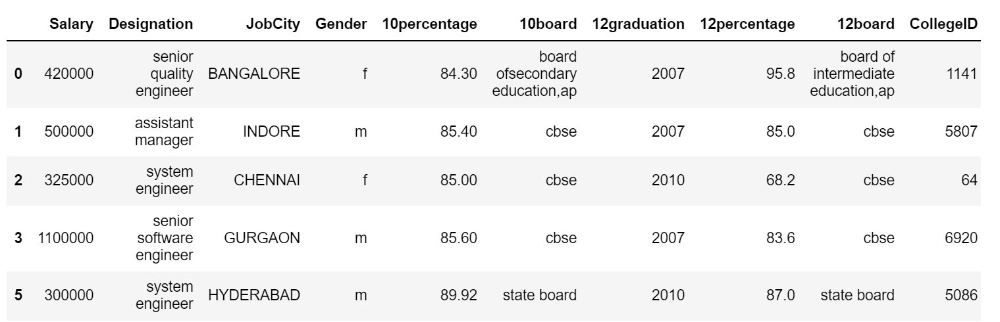 Salary Designation JobCity Gender 10percentage 10board 12graduation 12percentage 12board CollegeID
0 420000 senior quality engineer BANGALORE f 84.30 board ofsecondary education,ap 2007 95.8 board of intermediate education,ap 1141
1 500000 assistant manager INDORE m 85.40 cbse 2007 85.0 cbse 5807
2 325000 system engineer CHENNAI f 85.00 cbse 2010 68.2 cbse 64
3 1100000 senior software engineer GURGAON m 85.60 cbse 2007 83.6 cbse 6920
5 300000 system engineer HYDERABAD m 89.92 state board 2010 87.0 state board 5086